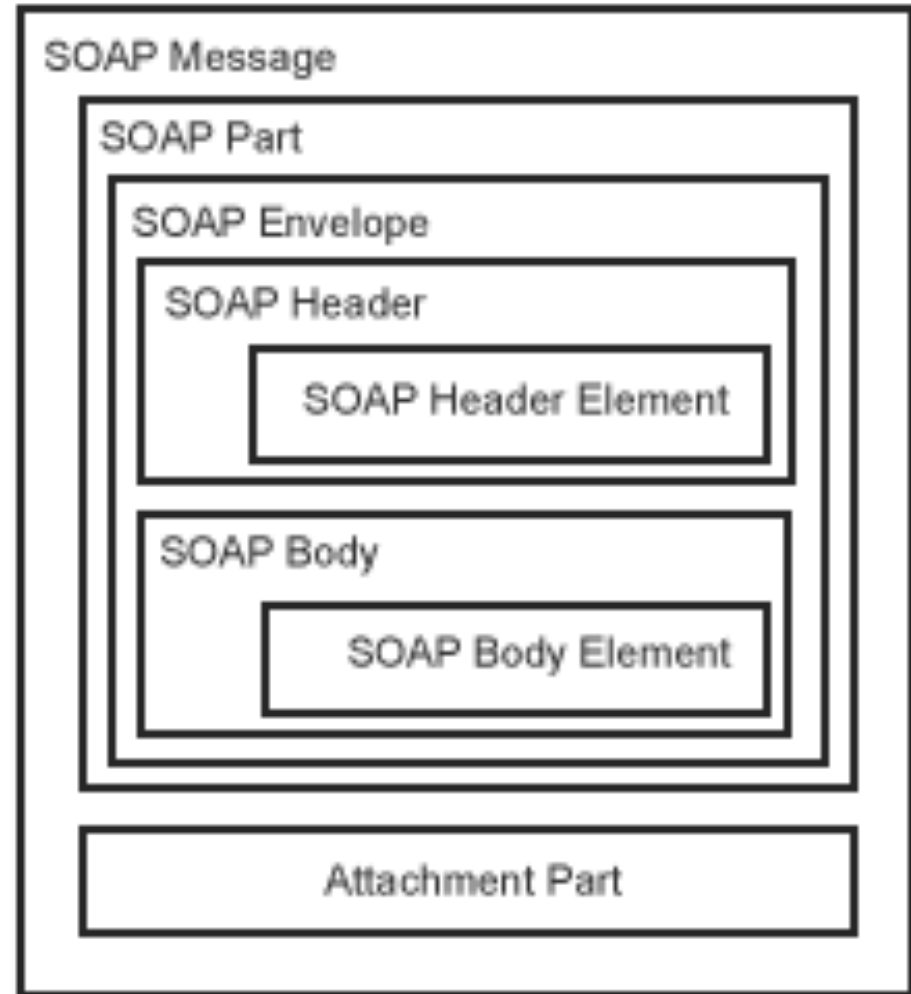 SOAP Message
SOAP Part
SOAP Envelope
SOAP Header
SOAP Header Element
SOAP Body
SOAP Body Element
Attachment Part